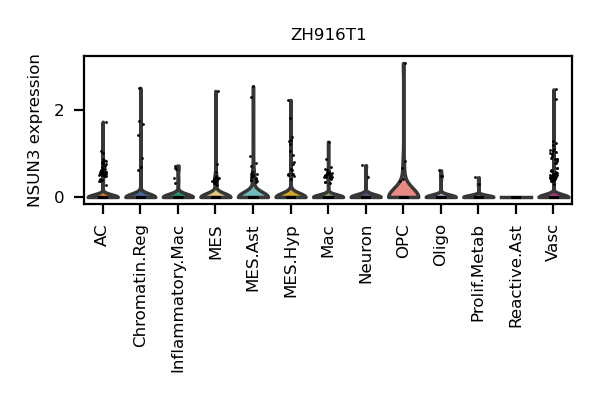 ZH916T1
NSUN3 expression
2
0
AC
Chromatin.Reg
Inflammatory.Mac
MES
MES.Ast
MES.Hyp
Mac
Neuron
OPC
Oligo
Prolif.Metab
Reactive.Ast
Vasc